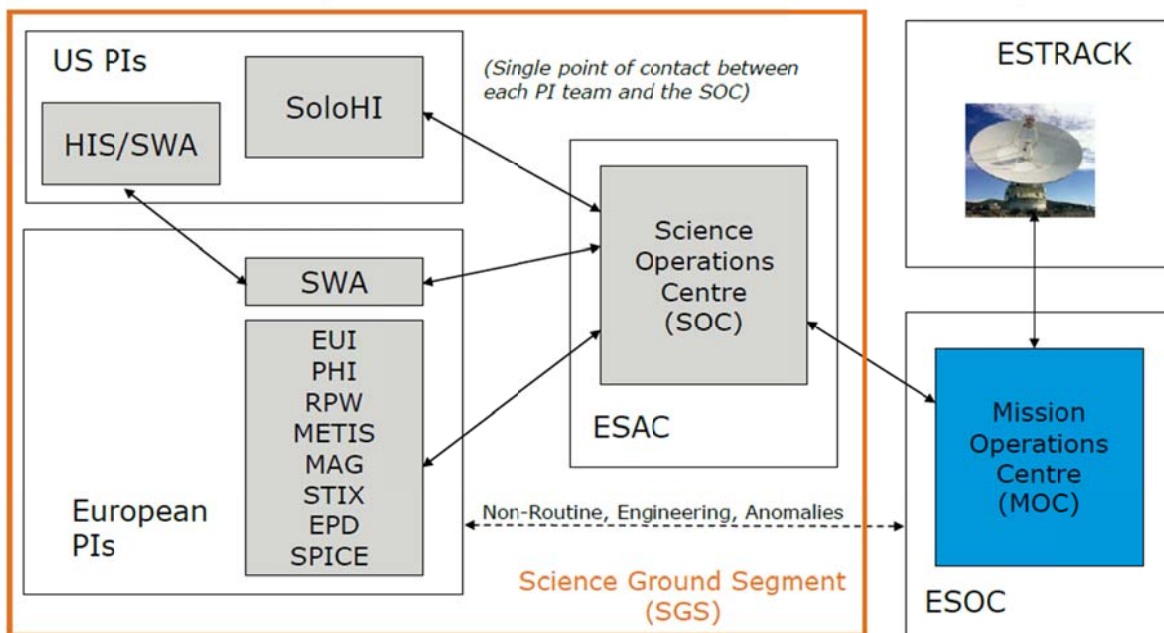 US PIs
SoloHI
HIS/SWA
(Single point of contact between
each PI team and the SOC)
ESTRACK
Science
Operations
Centre
(SOC)
ESAC
SWA
EUI
PHI
RPW
METIS
MAG
STIX
EPD
SPICE
European
PIs
Non-Routine, Engineering, Anomalies
Mission
Operations
Centre
(MOC)
ESOC
Science Ground Segment
(SGS)